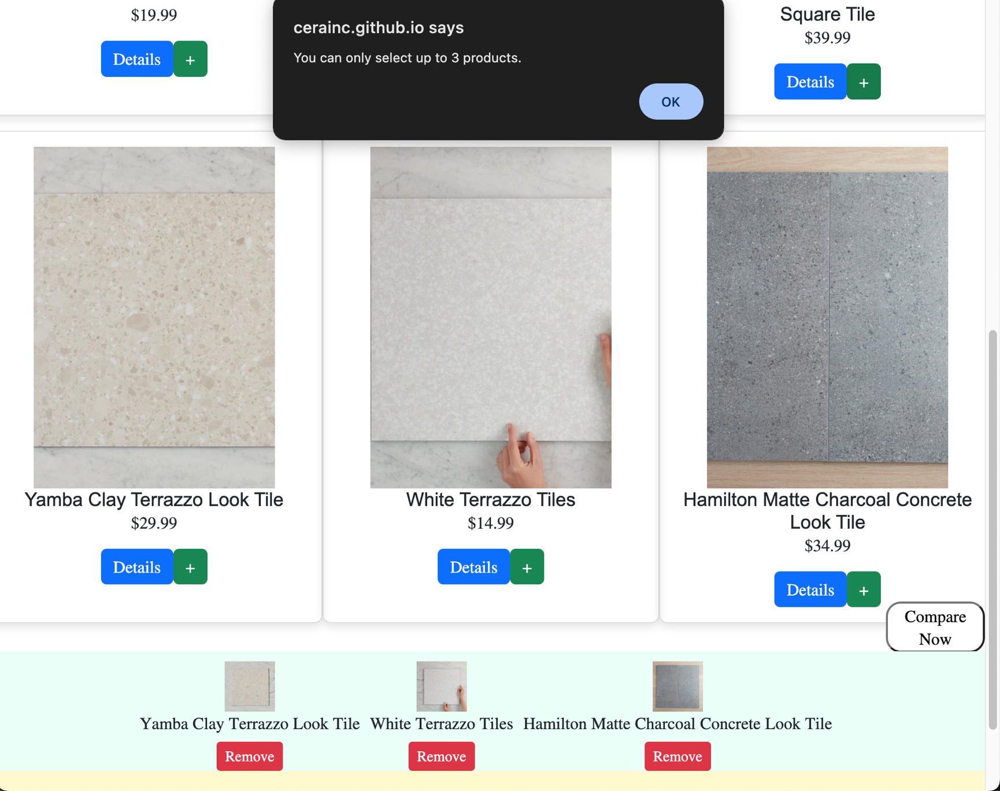 $19.99
Details +
cerainc.github.io says
You can only select up to 3 products.
OK
Square Tile
$39.99
Details +
Yamba Clay Terrazzo Look Tile
$29.99
Details +
White Terrazzo Tiles
$14.99
Details +
Hamilton Matte Charcoal Concrete
Look Tile
$34.99
Details +
Compare
Now
Yamba Clay Terrazzo Look Tile
Remove
White Terrazzo Tiles
Remove
Hamilton Matte Charcoal Concrete Look Tile
Remove